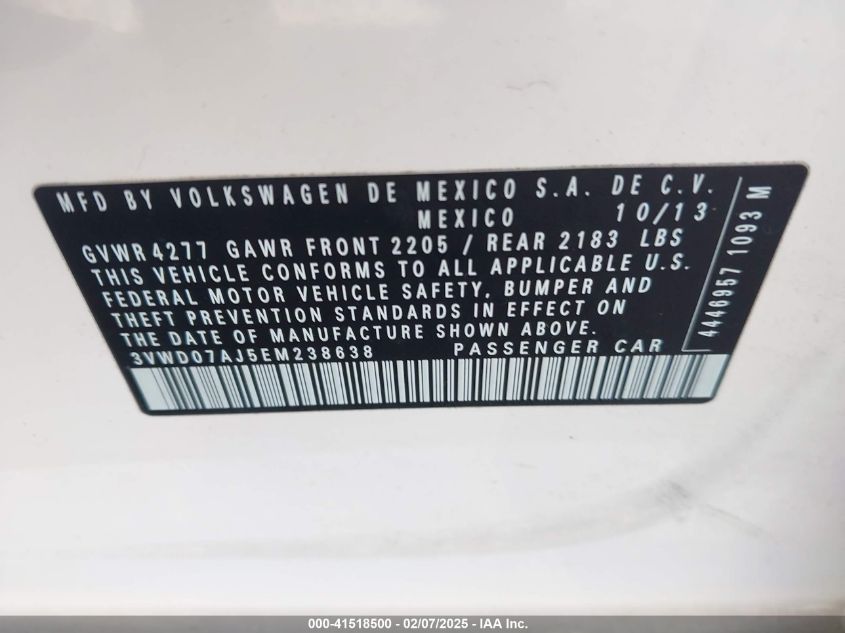 MFD BY VOLKSWAGEN DE MEXICO S.A. DE C.V.
MEXICO 10/13
GVWR 4277 GAWR FRONT 2205 / REAR 2183 LBS
THIS VEHICLE CONFORMS TO ALL APPLICABLE U.S.
FEDERAL MOTOR VEHICLE SAFETY, BUMPER AND
THEFT PREVENTION STANDARDS IN EFFECT ON
THE DATE OF MANUFACTURE SHOWN ABOVE.
3VWD07AJ5EM238638 PASSENGER CAR
4446957 1093 M
000-41518500 - 02/07/2025 - IAA Inc.